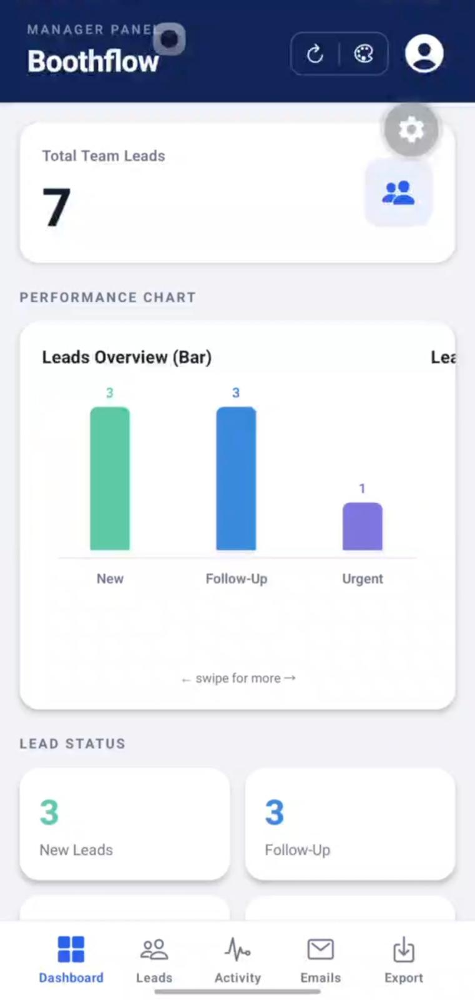 MANAGER PANEL
Boothflow
Total Team Leads
7
PERFORMANCE CHART
Leads Overview (Bar)
Lea
3
3
1
New
Follow-Up
Urgent
← swipe for more →
LEAD STATUS
3
3
New Leads
Follow-Up
Dashboard
Leads
Activity
Emails
Export